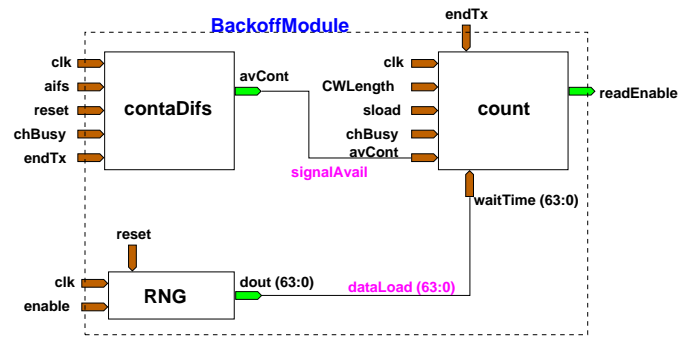 BackoffModule
endTx
clk
aifs
reset
chBusy
endTx
contaDifs
avCont
clk
CWLength
sload
chBusy
avCont
count
readEnable
signalAvail
waitTime (63:0)
reset
clk
enable
RNG
dout (63:0)
dataLoad (63:0)